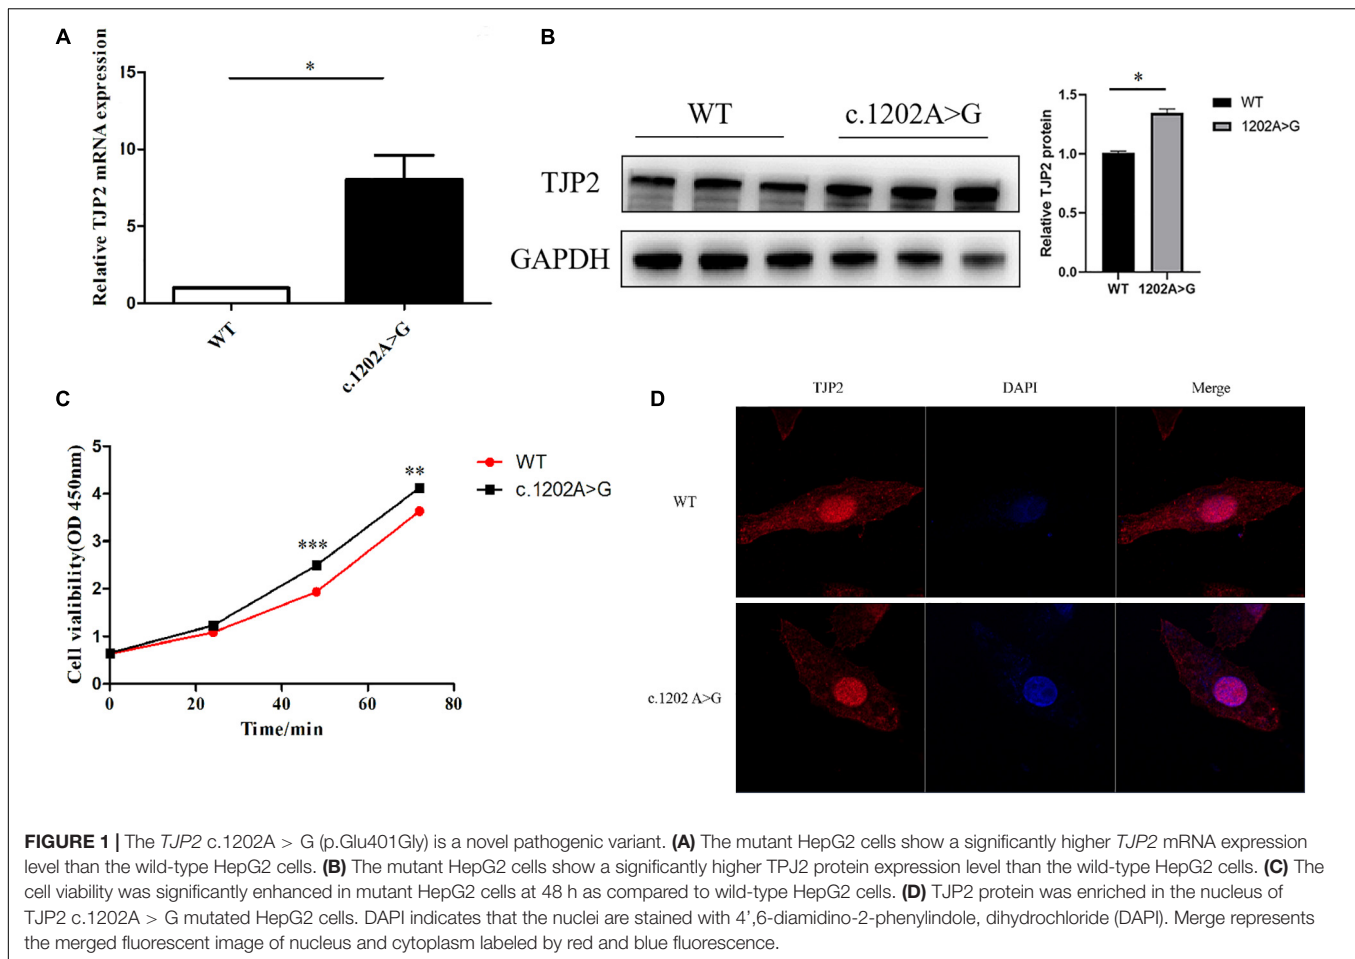 A
Relative TJP2 mRNA expression
15
10
5
0
*
WT
c.1202A>G
B
WT
c.1202A>G
TJP2
GAPDH
Relative TJP2 protein
1.5
1.0
0.5
0.0
*
WT
1202A>G
WT
1202A>G
C
Cell vialibility(OD 450nm)
5
4
3
2
1
0
***
**
WT
c.1202A>G
0
20
40
60
80
Time/min
D
TJP2
DAPI
Merge
WT
c.1202 A>G
FIGURE 1 | The TJP2 c.1202A > G (p.Glu401Gly) is a novel pathogenic variant. (A) The mutant HepG2 cells show a significantly higher TJP2 mRNA expression
level than the wild-type HepG2 cells. (B) The mutant HepG2 cells show a significantly higher TPJ2 protein expression level than the wild-type HepG2 cells. (C) The
cell viability was significantly enhanced in mutant HepG2 cells at 48 h as compared to wild-type HepG2 cells. (D) TJP2 protein was enriched in the nucleus of
TJP2 c.1202A > G mutated HepG2 cells. DAPI indicates that the nuclei are stained with 4',6-diamidino-2-phenylindole, dihydrochloride (DAPI). Merge represents
the merged fluorescent image of nucleus and cytoplasm labeled by red and blue fluorescence.